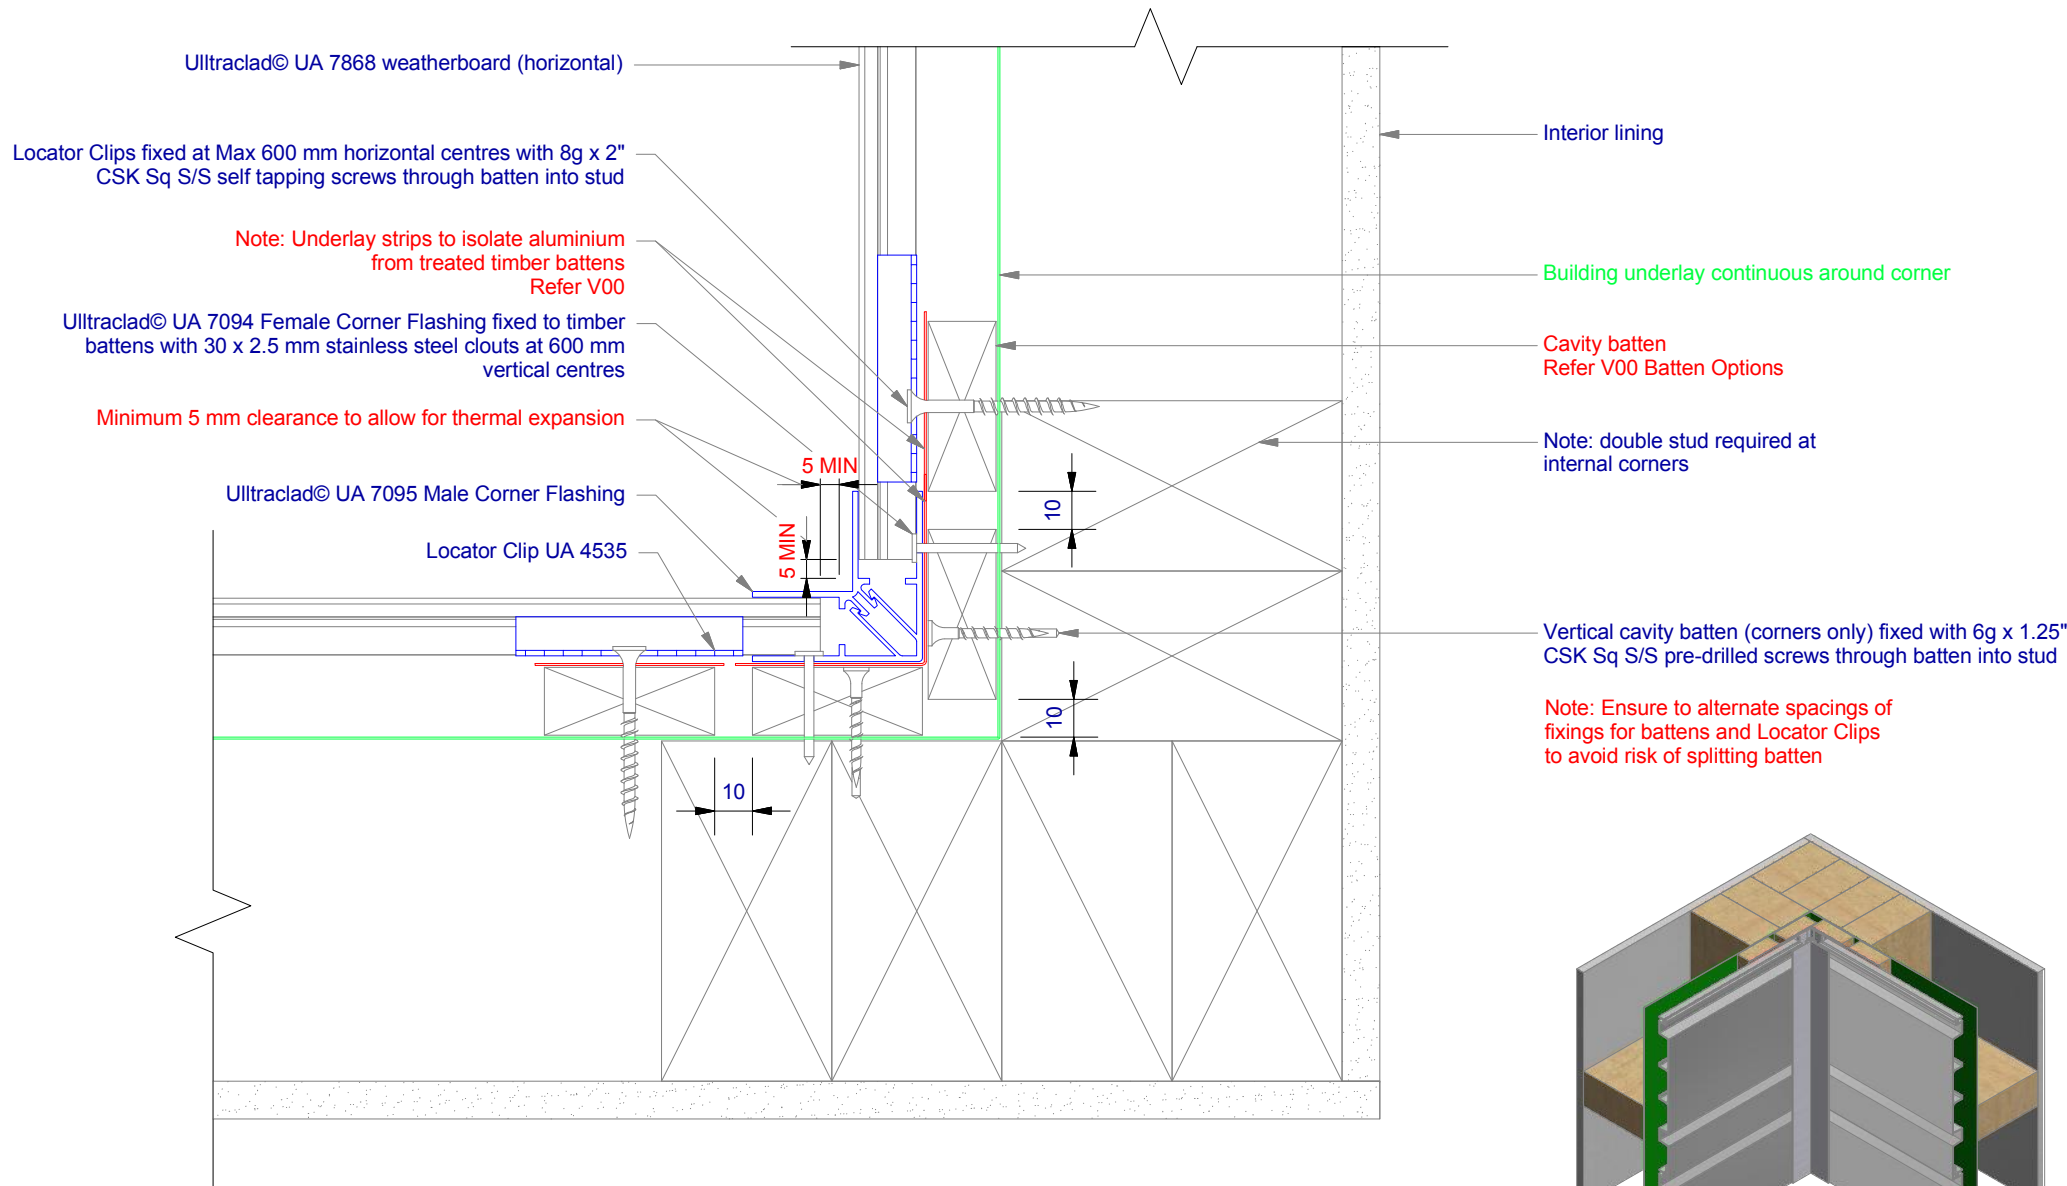 Ulltraclad© UA 7868 weatherboard (horizontal)
Locator Clips fixed at Max 600 mm horizontal centres with 8g x 2"
CSK Sq S/S self tapping screws through batten into stud
Note: Underlay strips to isolate aluminium
from treated timber battens
Refer V00
Ulltraclad© UA 7094 Female Corner Flashing fixed to timber
battens with 30 x 2.5 mm stainless steel clouts at 600 mm
vertical centres
Minimum 5 mm clearance to allow for thermal expansion
5 MIN
Ulltraclad© UA 7095 Male Corner Flashing
5 MIN
Locator Clip UA 4535
10
10
10
Interior lining
Building underlay continuous around corner
Cavity batten
Refer V00 Batten Options
Note: double stud required at
internal corners
Vertical cavity batten (corners only) fixed with 6g x 1.25"
CSK Sq S/S pre-drilled screws through batten into stud
Note: Ensure to alternate spacings of
fixings for battens and Locator Clips
to avoid risk of splitting batten